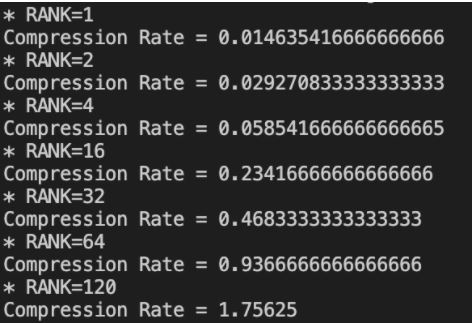 * RANK=1
Compression Rate = 0.014635416666666666
* RANK=2
Compression Rate = 0.029270833333333333
* RANK=4
Compression Rate = 0.058541666666666665
* RANK=16
Compression Rate = 0.23416666666666666
* RANK=32
Compression Rate = 0.4683333333333333
* RANK=64
Compression Rate = 0.9366666666666666
* RANK=120
Compression Rate = 1.75625